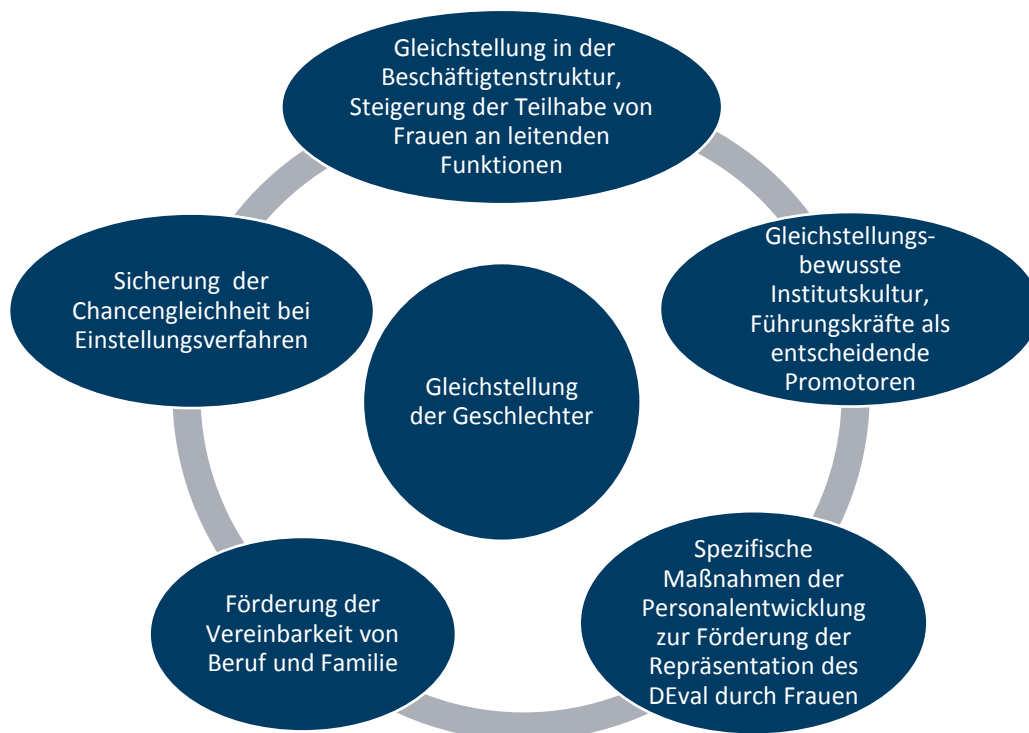 Gleichstellung in der
Beschäftigtenstruktur,
Steigerung der Teilhabe von
Frauen an leitenden
Funktionen
Gleichstellungs-
bewusste
Institutskultur,
Führungskräfte als
entscheidende
Promotoren
Spezifische
Maßnahmen der
Personalentwicklung
zur Förderung der
Repräsentation des
DEval durch Frauen
Förderung der
Vereinbarkeit von
Beruf und Familie
Sicherung der
Chancengleichheit bei
Einstellungsverfahren
Gleichstellung
der Geschlechter